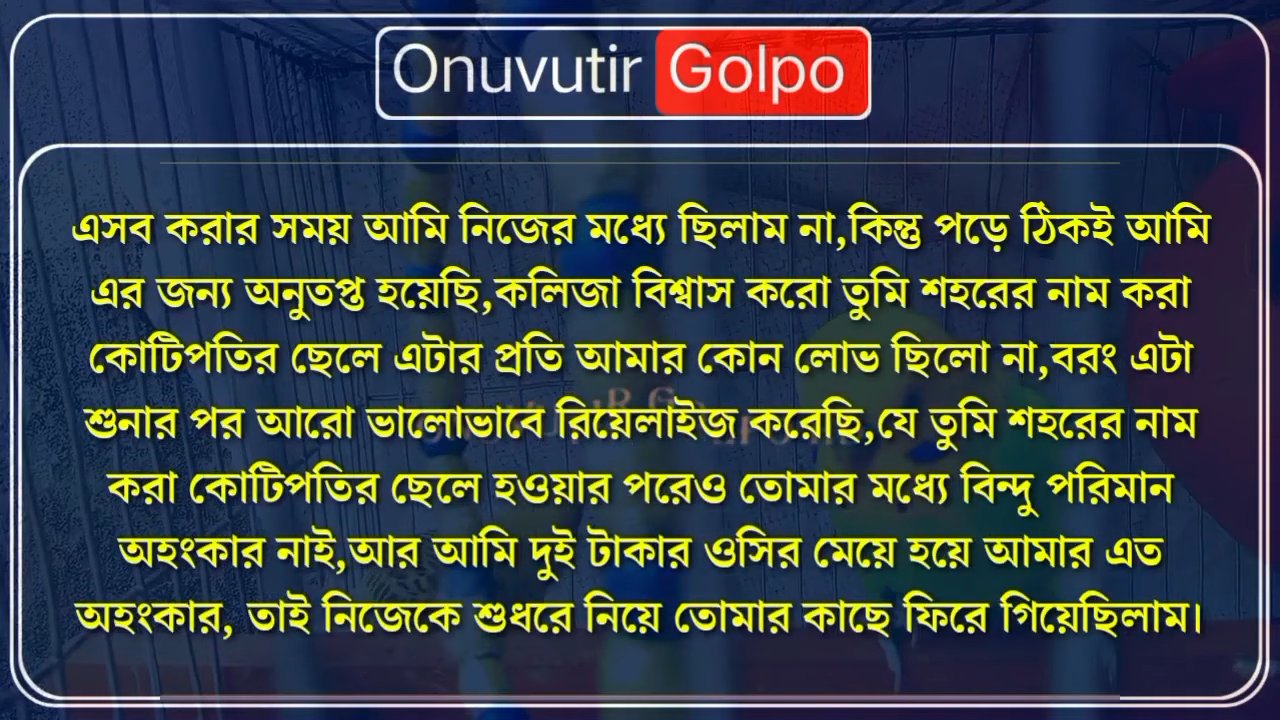 Onuvutir Golpo
এসব করার সময় আমি নিজের মধ্যে ছিলাম না,কিন্তু পড়ে ঠিকই আমি
এর জন্য অনুতপ্ত হয়েছি,কলিজা বিশ্বাস করো তুমি শহরের নাম করা
কোটিপতির ছেলে এটার প্রতি আমার কোন লোভ ছিলো না,বরং এটা
শুনার পর আরো ভালোভাবে রিয়েলাইজ করেছি,যে তুমি শহরের নাম
করা কোটিপতির ছেলে হওয়ার পরেও তোমার মধ্যে বিন্দু পরিমান
অহংকার নাই,আর আমি দুই টাকার ওসির মেয়ে হয়ে আমার এত
অহংকার, তাই নিজেকে শুধরে নিয়ে তোমার কাছে ফিরে গিয়েছিলাম।